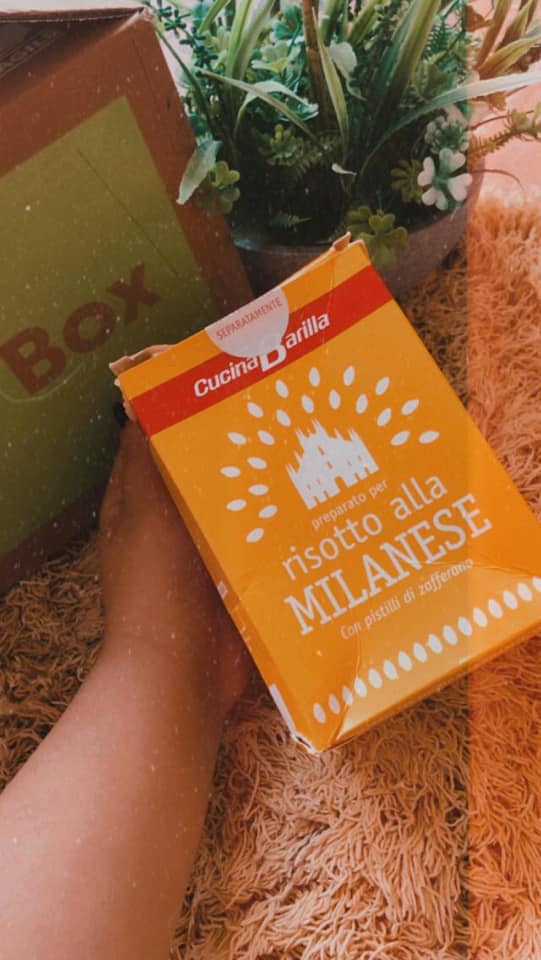 Box
SEPARATAMENTE
CucinaBarilla
preparato per
risotto alla
MILANESE
Con pistilli di zafferano